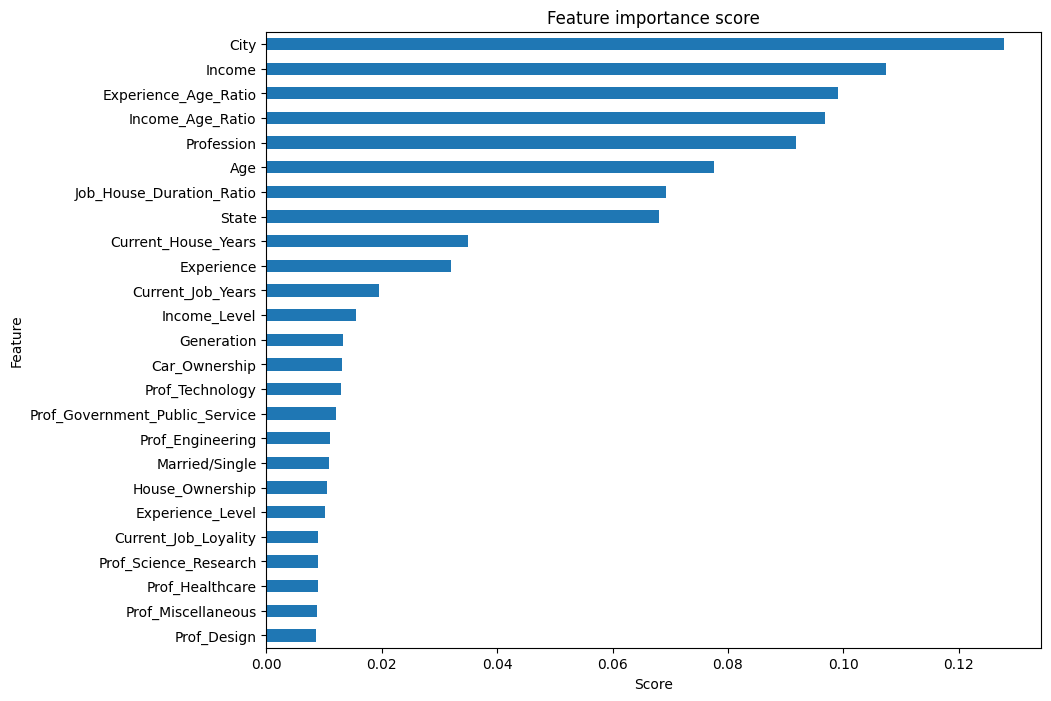 Feature importance score
Feature
City
Income
Experience_Age_Ratio
Income_Age_Ratio
Profession
Age
Job_House_Duration_Ratio
State
Current_House_Years
Experience
Current_Job_Years
Income_Level
Generation
Car_Ownership
Prof_Technology
Prof_Government_Public_Service
Prof_Engineering
Married/Single
House_Ownership
Experience_Level
Current_Job_Loyality
Prof_Science_Research
Prof_Healthcare
Prof_Miscellaneous
Prof_Design
0.00 0.02 0.04 0.06 0.08 0.10 0.12
Score